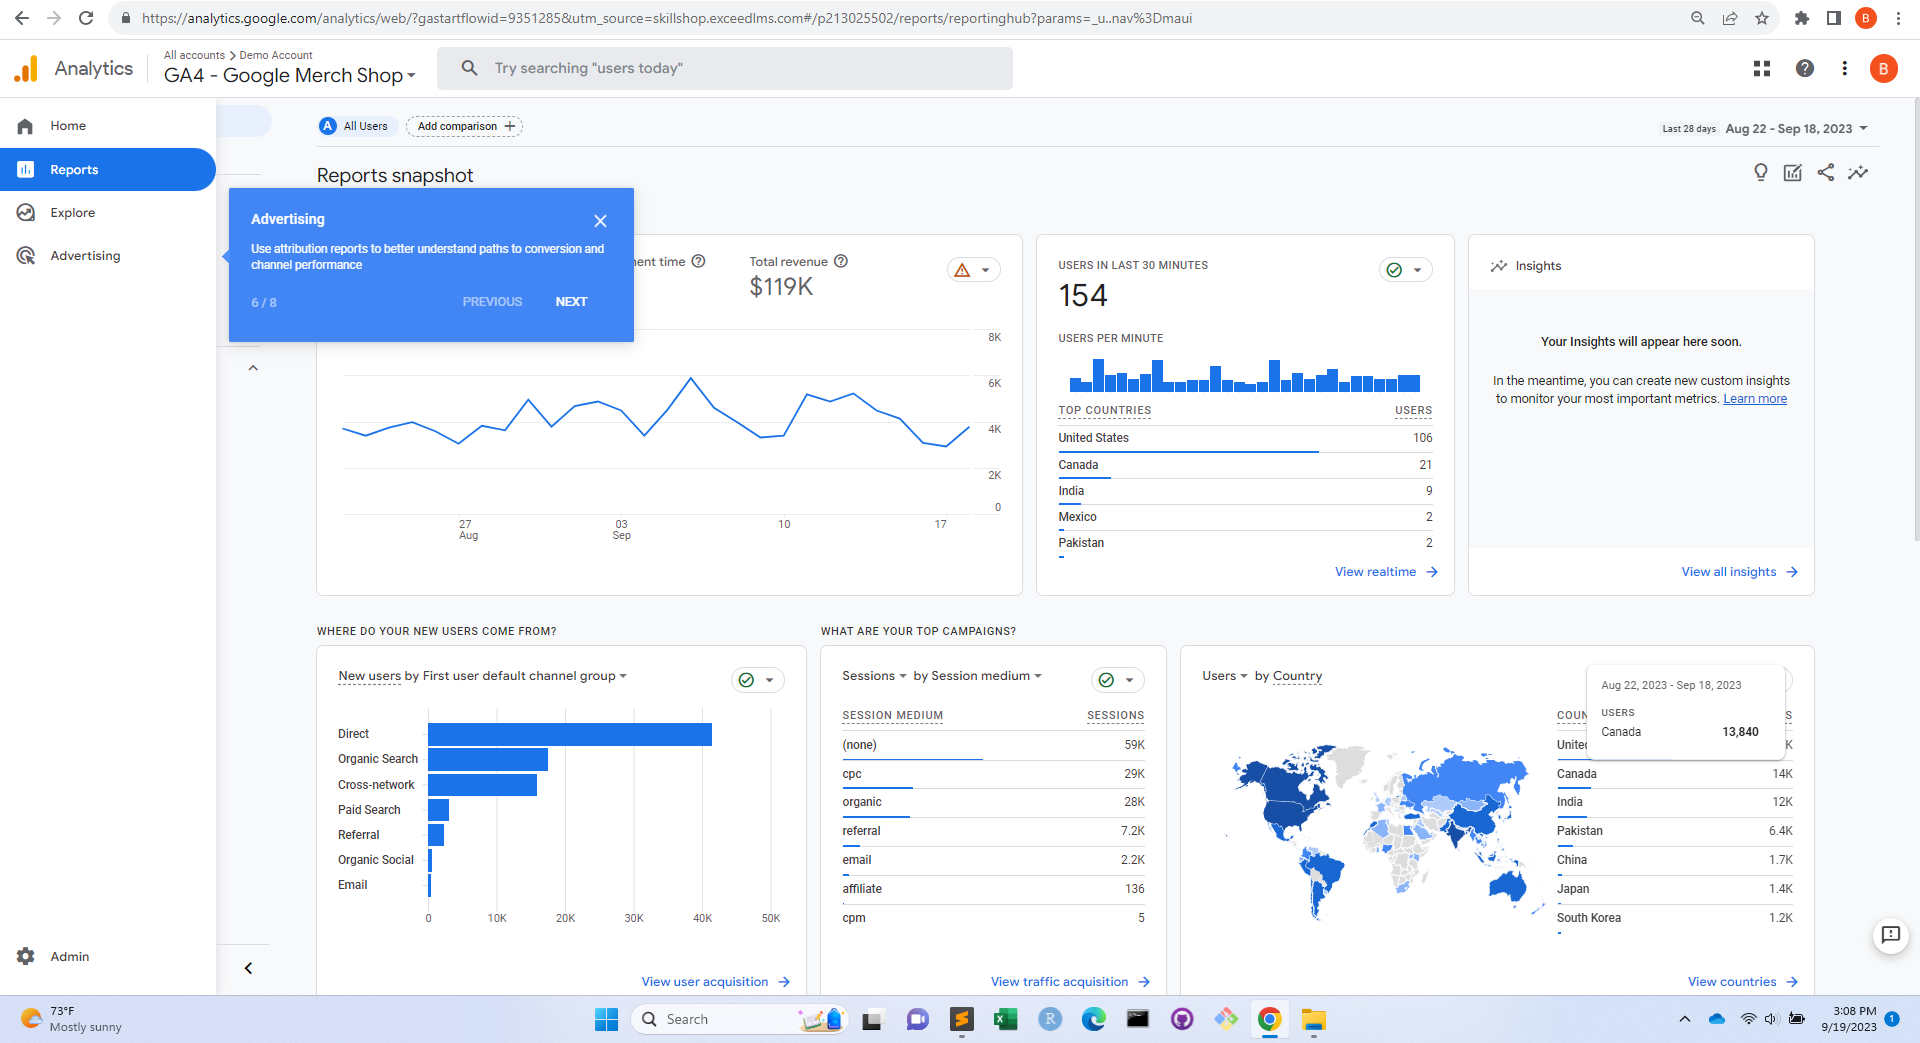 https://analytics.google.com/analytics/web/?gastartflowid=9351285&utm_source=skillshop.exceedlms.com#/p213025502/reports/reportinghub?params=_u..nav%3Dmaui
B
Analytics
All accounts > Demo Account
GA4 - Google Merch Shop
Try searching "users today"
B
Home
Reports
Explore
Advertising
Admin
A All Users
Add comparison +
Last 28 days Aug 22 - Sep 18, 2023
Reports snapshot
Advertising
Use attribution reports to better understand paths to conversion and
channel performance
6 / 8 PREVIOUS NEXT
ent time
Total revenue
$119K
8K
6K
4K
2K
0
27
Aug
03
Sep
10
17
USERS IN LAST 30 MINUTES
154
USERS PER MINUTE
TOP COUNTRIES USERS
United States 106
Canada 21
India 9
Mexico 2
Pakistan 2
View realtime
Insights
Your Insights will appear here soon.
In the meantime, you can create new custom insights
to monitor your most important metrics. Learn more
View all insights
WHERE DO YOUR NEW USERS COME FROM?
New users by First user default channel group
Direct
Organic Search
Cross-network
Paid Search
Referral
Organic Social
Email
0 10K 20K 30K 40K 50K
View user acquisition
WHAT ARE YOUR TOP CAMPAIGNS?
Sessions by Session medium
SESSION MEDIUM SESSIONS
(none) 59K
cpc 29K
organic 28K
referral 7.2K
email 2.2K
affiliate 136
cpm 5
View traffic acquisition
Users by Country
Aug 22, 2023 - Sep 18, 2023
USERS
Canada 13,840
COUN S
Unite K
Canada 14K
India 12K
Pakistan 6.4K
China 1.7K
Japan 1.4K
South Korea 1.2K
View countries
73°F
Mostly sunny
Search
R
3:08 PM
9/19/2023
1